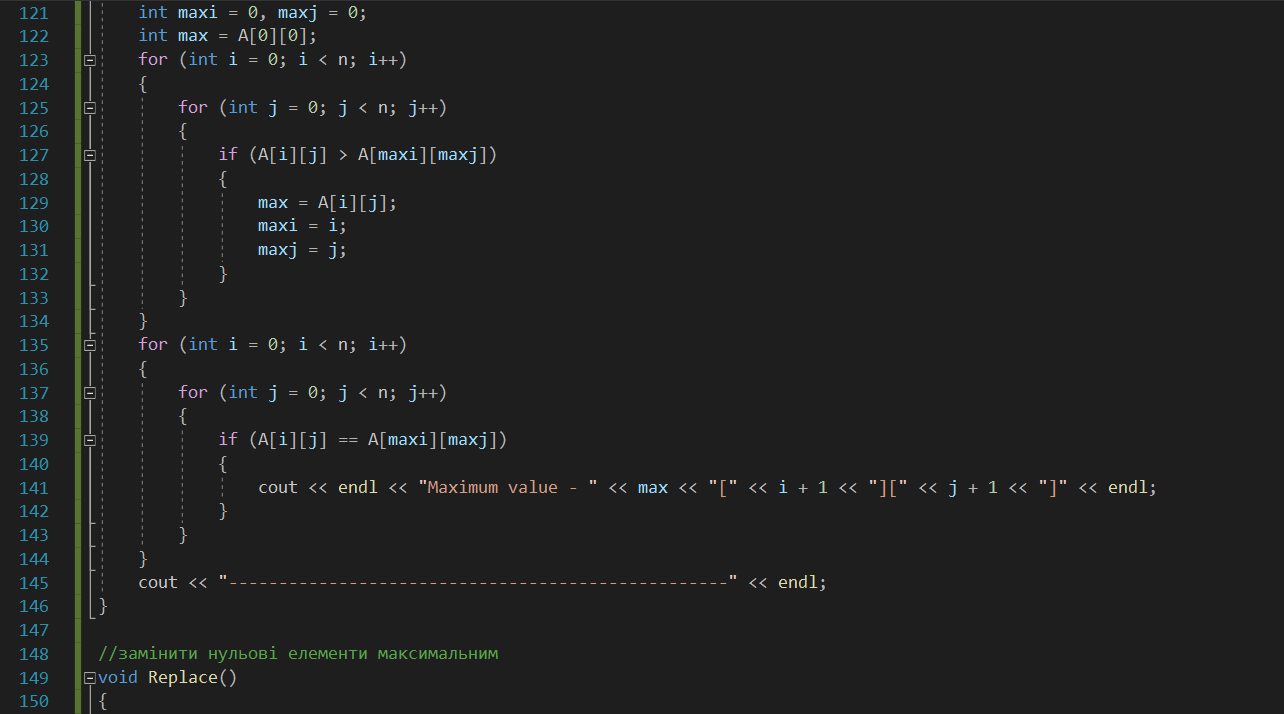 121 int maxi = 0, maxj = 0;
122 int max = A[0][0];
123 for (int i = 0; i < n; i++)
124 {
125 for (int j = 0; j < n; j++)
126 {
127 if (A[i][j] > A[maxi][maxj])
128 {
129 max = A[i][j];
130 maxi = i;
131 maxj = j;
132 }
133 }
134 }
135 for (int i = 0; i < n; i++)
136 {
137 for (int j = 0; j < n; j++)
138 {
139 if (A[i][j] == A[maxi][maxj])
140 {
141 cout << endl << "Maximum value - " << max << "[" << i + 1 << "][" << j + 1 << "]" << endl;
142 }
143 }
144 }
145 cout << "--------------------------------------------------" << endl;
146 }
147
148 //замінити нульові елементи максимальним
149 void Replace()
150 {